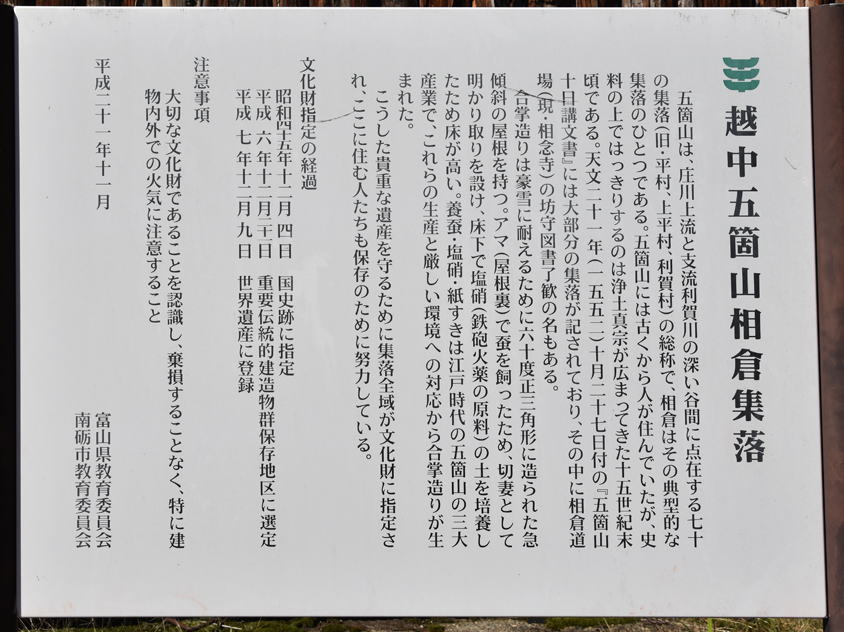 越中五箇山相倉集落
五箇山は、庄川上流と支流利賀川の深い谷間に点在する七十
の集落(旧・平村、上平村、利賀村)の総称で、相倉はその典型的な
集落のひとつである。五箇山には古くから人が住んでいたが、史
料の上ではっきりするのは浄土真宗が広まってきた十五世紀末
頃である。天文二十一年(一五五二)十月二十七日付の『五箇山
十日講文書』には大部分の集落が記されており、その中に相倉道
場(現・相念寺)の坊守図書了歓の名もある。
合掌造りは豪雪に耐えるために六十度正三角形に造られた急
傾斜の屋根を持つ。アマ(屋根裏)で蚕を飼ったため、切妻として
明かり取りを設け、床下で塩硝(鉄砲火薬の原料)の土を培養し
たため床が高い。養蚕・塩硝・紙すきは江戸時代の五箇山の三大
産業で、これらの生産と厳しい環境への対応から合掌造りが生
まれた。
こうした貴重な遺産を守るために集落全域が文化財に指定さ
れ、ここに住む人たちも保存のために努力している。
文化財指定の経過
昭和四十五年十二月 四日 国史跡に指定
平成 六年十二月二十一日 重要伝統的建造物群保存地区に選定
平成 七年十二月 九日 世界遺産に登録
注意事項
大切な文化財であることを認識し、棄損することなく、特に建
物内外での火気に注意すること
平成二十一年十一月
富山県教育委員会
南砺市教育委員会